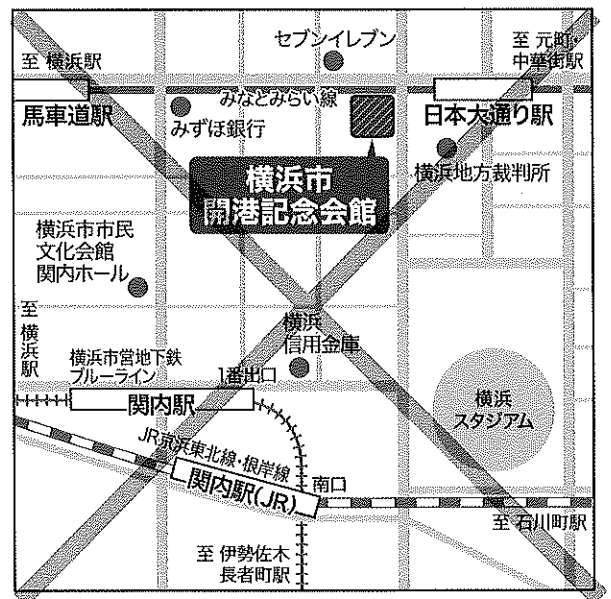 セブンイレブン
至 元町・
中華街駅
至 横浜駅
みなとみらい線
馬車道駅
みずほ銀行
日本大通り駅
横浜地方裁判所
横浜市
開港記念会館
横浜市市民
文化会館
関内ホール
至 横浜駅
横浜
信用金庫
横浜市営地下鉄
ブルーライン
1番出口
関内駅
横浜
スタジアム
JR京浜東北線・根岸線
関内駅(JR)
南口
至 石川町駅
至 伊勢佐木
長者町駅